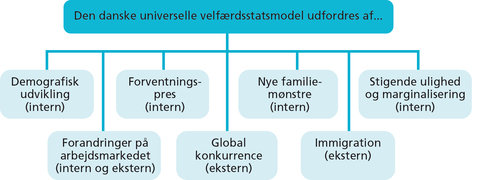 Den danske universelle velfærdsstatsmodel udfordres af...
Demografisk
udvikling
(intern)
Forventnings-
pres
(intern)
Nye familie-
mønstre
(intern)
Stigende ulighed
og marginalisering
(intern)
Forandringer på
arbejdsmarkedet
(intern og ekstern)
Global
konkurrence
(ekstern)
Immigration
(ekstern)